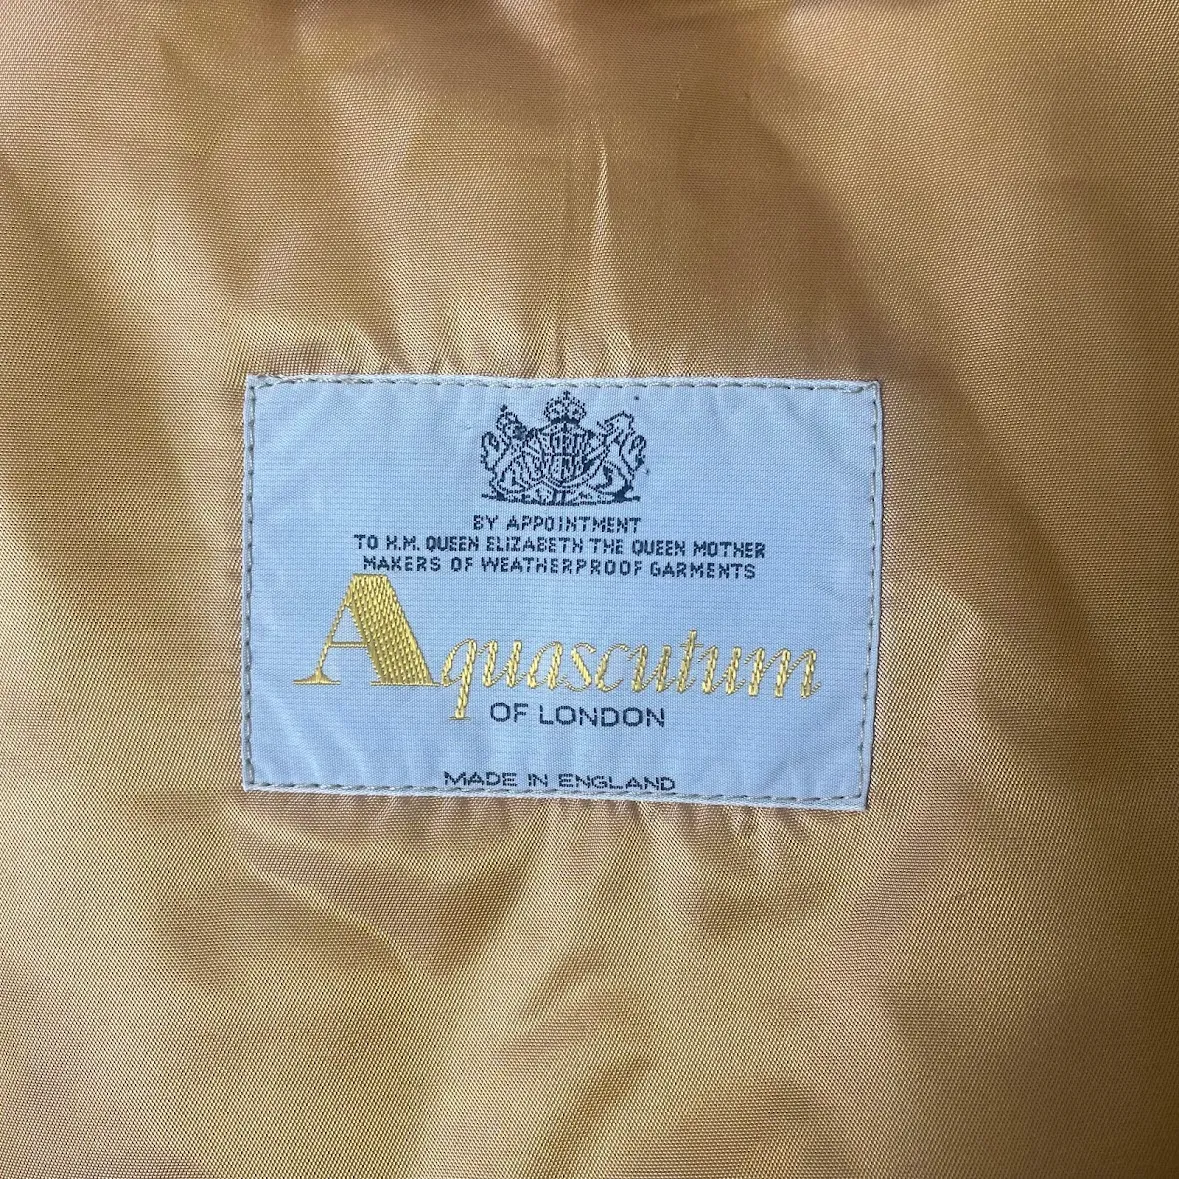 BY APPOINTMENT
TO H.M. QUEEN ELIZABETH THE QUEEN MOTHER
MAKERS OF WEATHERPROOF GARMENTS
Aquascutum
OF LONDON
MADE IN ENGLAND